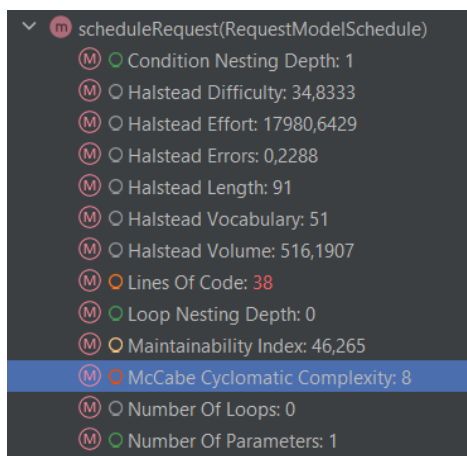 m scheduleRequest(RequestModelSchedule)
M Condition Nesting Depth: 1
M Halstead Difficulty: 34,8333
M Halstead Effort: 17980,6429
M Halstead Errors: 0,2288
M Halstead Length: 91
M Halstead Vocabulary: 51
M Halstead Volume: 516,1907
M Lines Of Code: 38
M Loop Nesting Depth: 0
M Maintainability Index: 46,265
M McCabe Cyclomatic Complexity: 8
M Number Of Loops: 0
M Number Of Parameters: 1